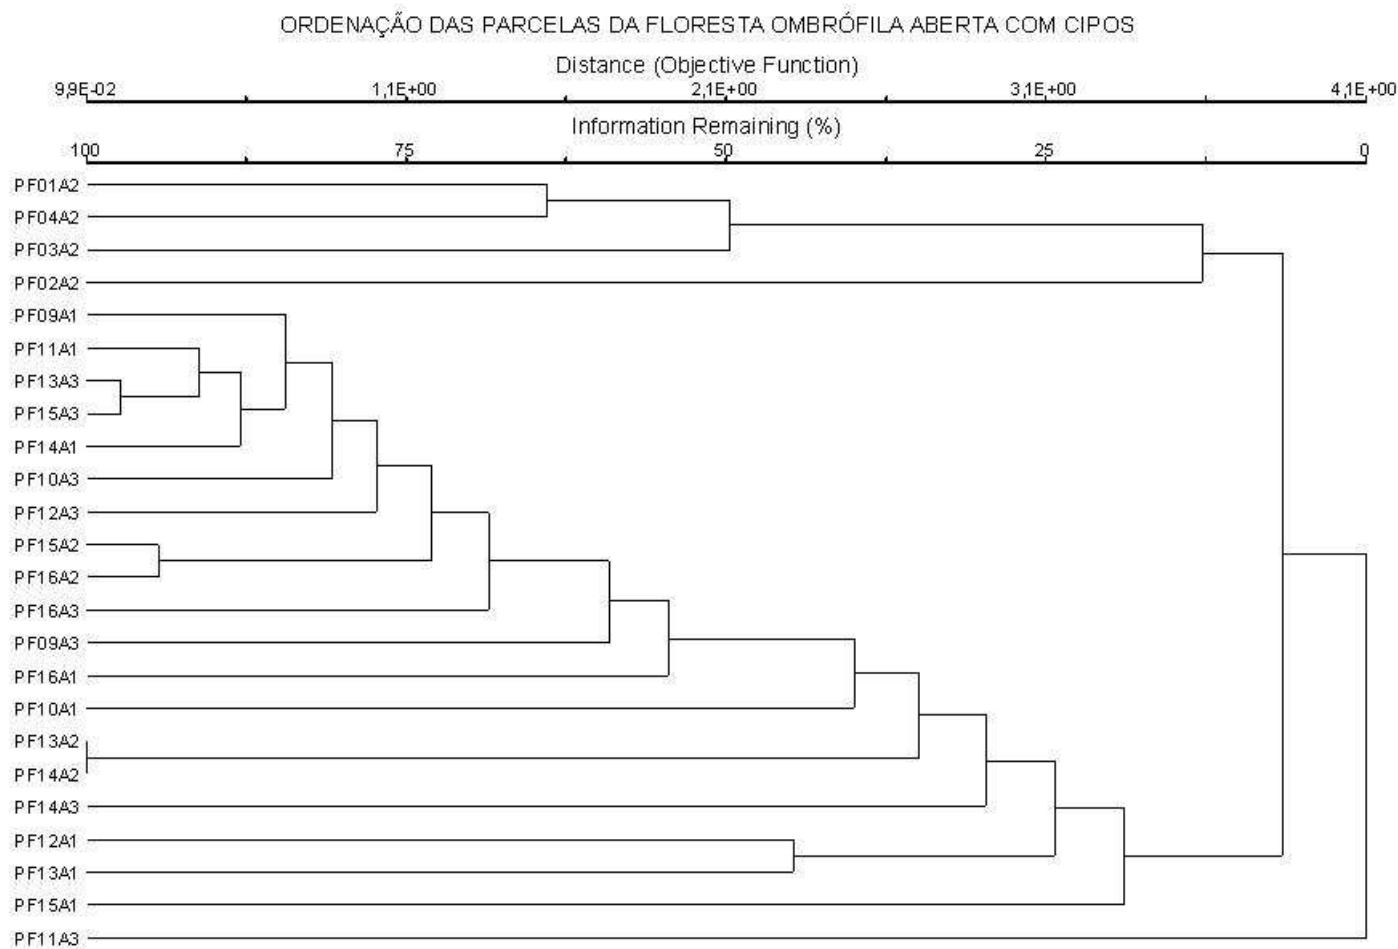 ORDENAÇÃO DAS PARCELAS DA FLORESTA OMBRÓFILA ABERTA COM CIPOS
Distance (Objective Function)
9,9E-02 1,1E+00 2,1E+00 3,1E+00 4,1E+00
Information Remaining (%)
100 75 50 25 0
PF01A2
PF04A2
PF03A2
PF02A2
PF09A1
PF11A1
PF13A3
PF15A3
PF14A1
PF10A3
PF12A3
PF15A2
PF16A2
PF16A3
PF09A3
PF16A1
PF10A1
PF13A2
PF14A2
PF14A3
PF12A1
PF13A1
PF15A1
PF11A3